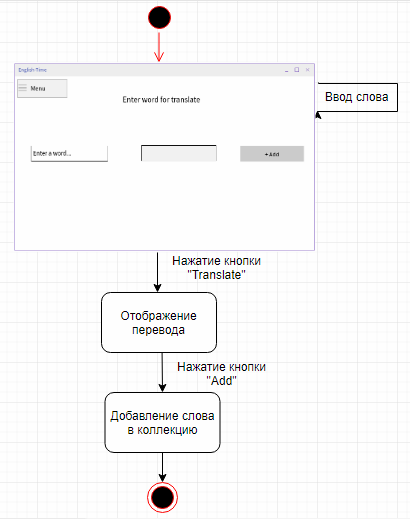 English Time
Menu
Enter word for translate
Ввод слова
Enter a word...
+ Add
Нажатие кнопки
"Translate"
Отображение
перевода
Нажатие кнопки
"Add"
Добавление слова
в коллекцию